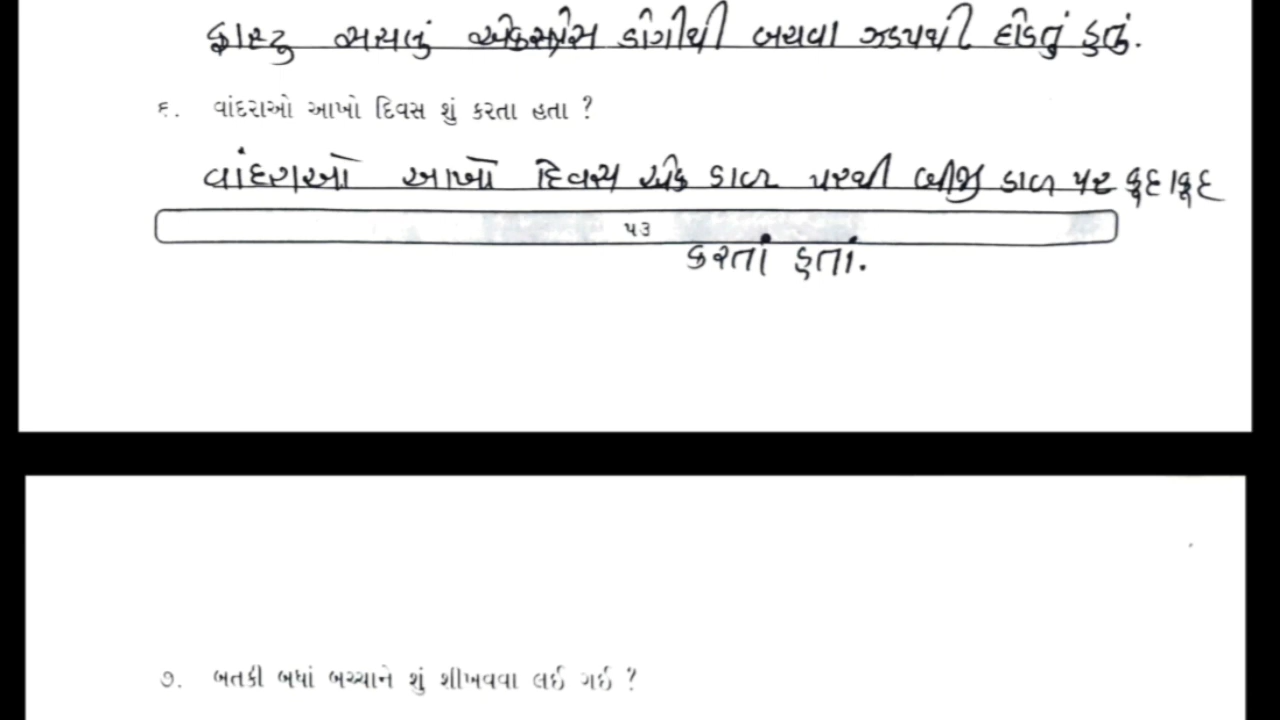 ફાસ્ટુ સસલું એક્સપ્રેસ ડોગીથી બચવા ઝડપથી દોડતું હતું.
૬. વાંદરાઓ આખો દિવસ શું કરતા હતા ?
વાંદરાઓ આખો દિવસ એક ડાળ પરથી બીજી ડાળ પર કૂદાકૂદ
૫૩
કરતાં હતાં.
૭. બતકી બધાં બચ્ચાને શું શીખવવા લઈ ગઈ ?